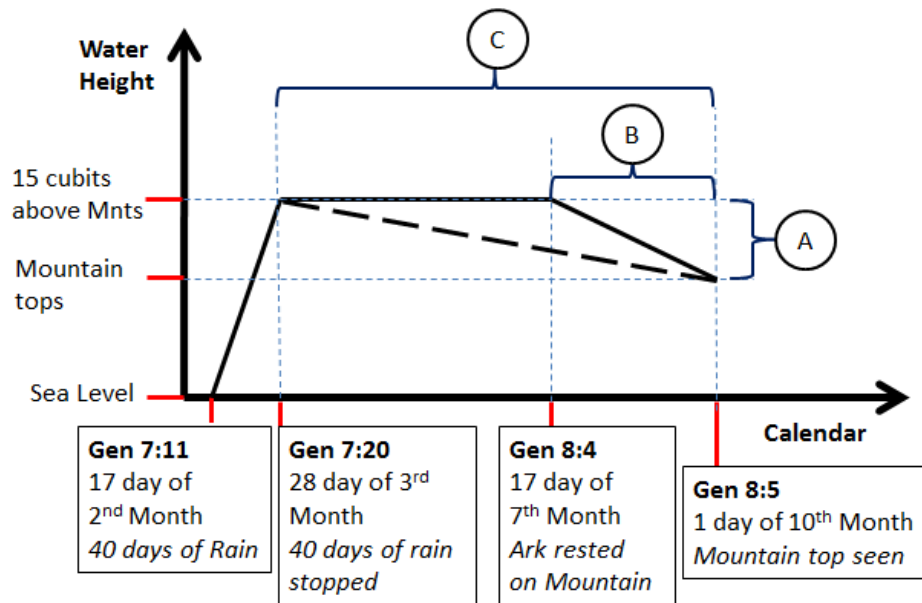 C
Water
Height
B
15 cubits
above Mnts
A
Mountain
tops
Sea Level
Calendar
Gen 7:11
17 day of
2nd Month
40 days of Rain
Gen 7:20
28 day of 3rd
Month
40 days of rain
stopped
Gen 8:4
17 day of
7th Month
Ark rested
on Mountain
Gen 8:5
1 day of 10th Month
Mountain top seen